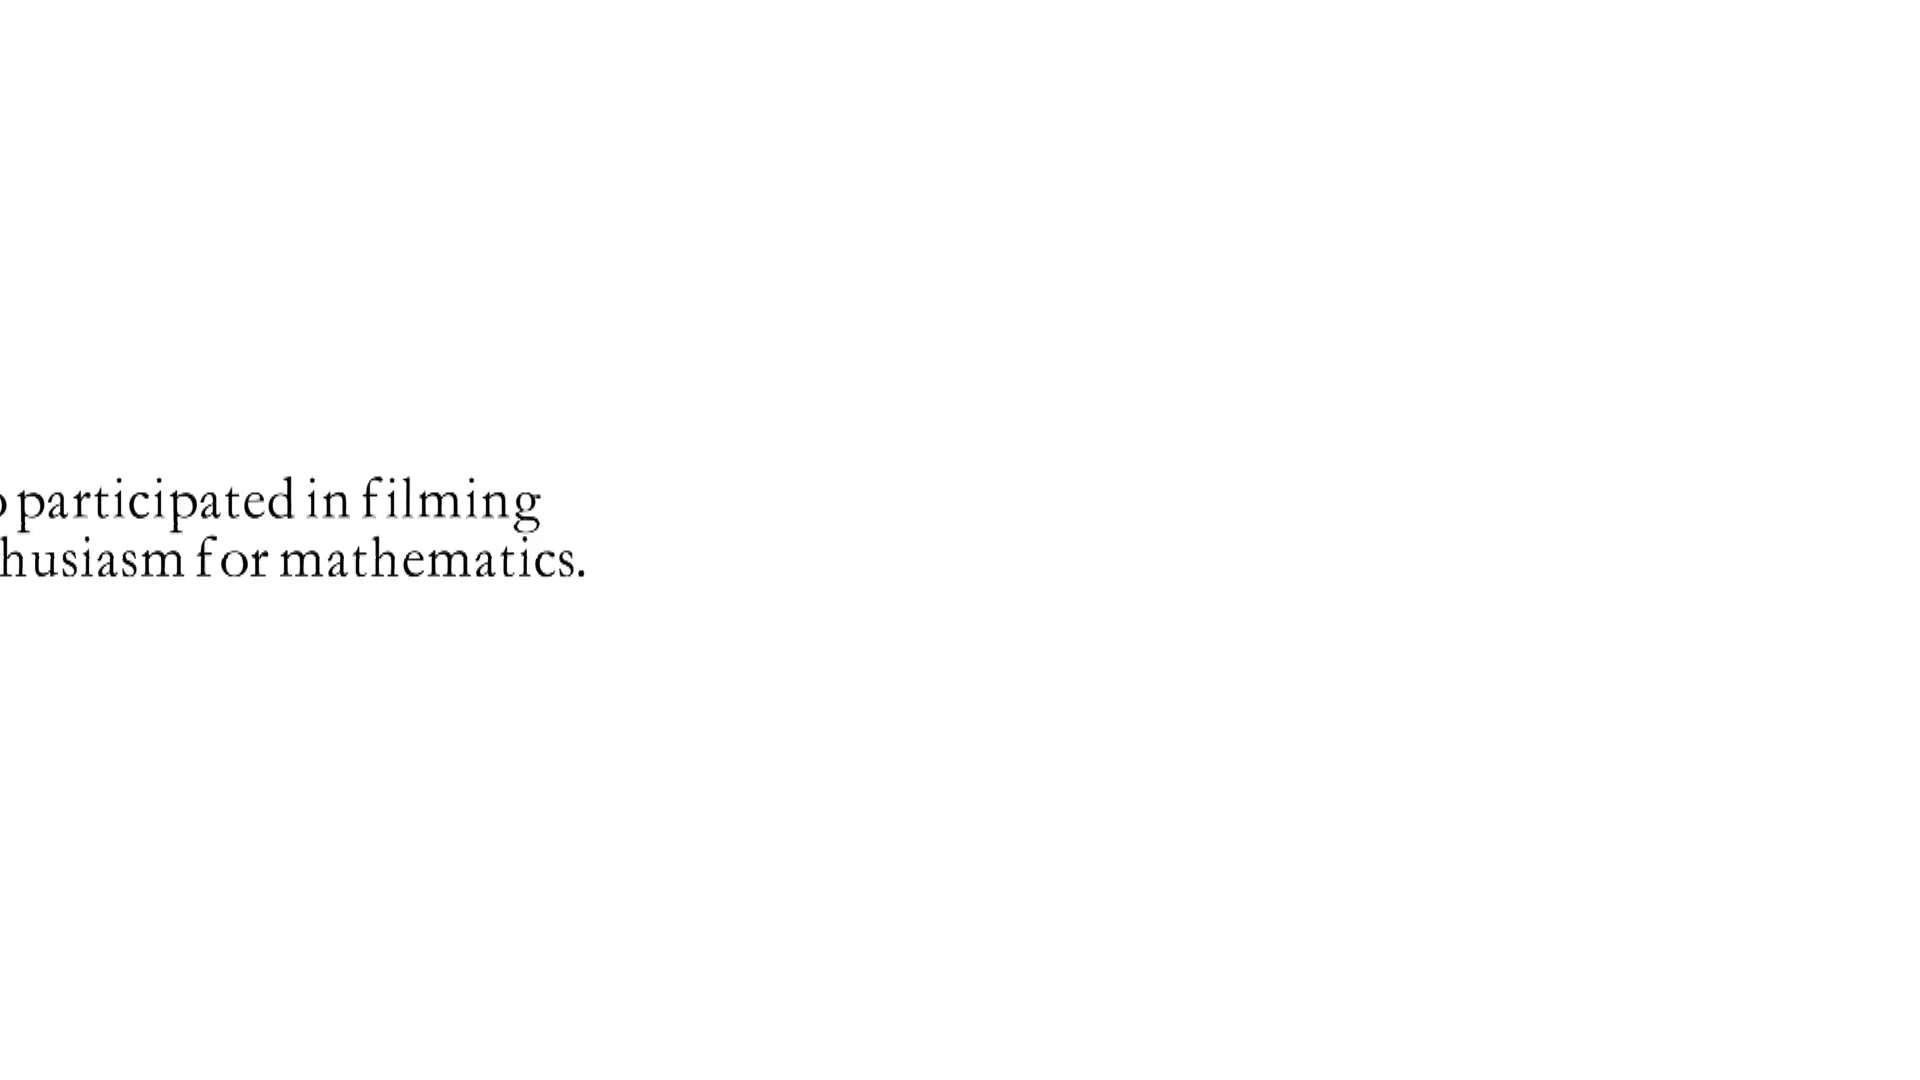 participated in filming
husiasm for mathematics.